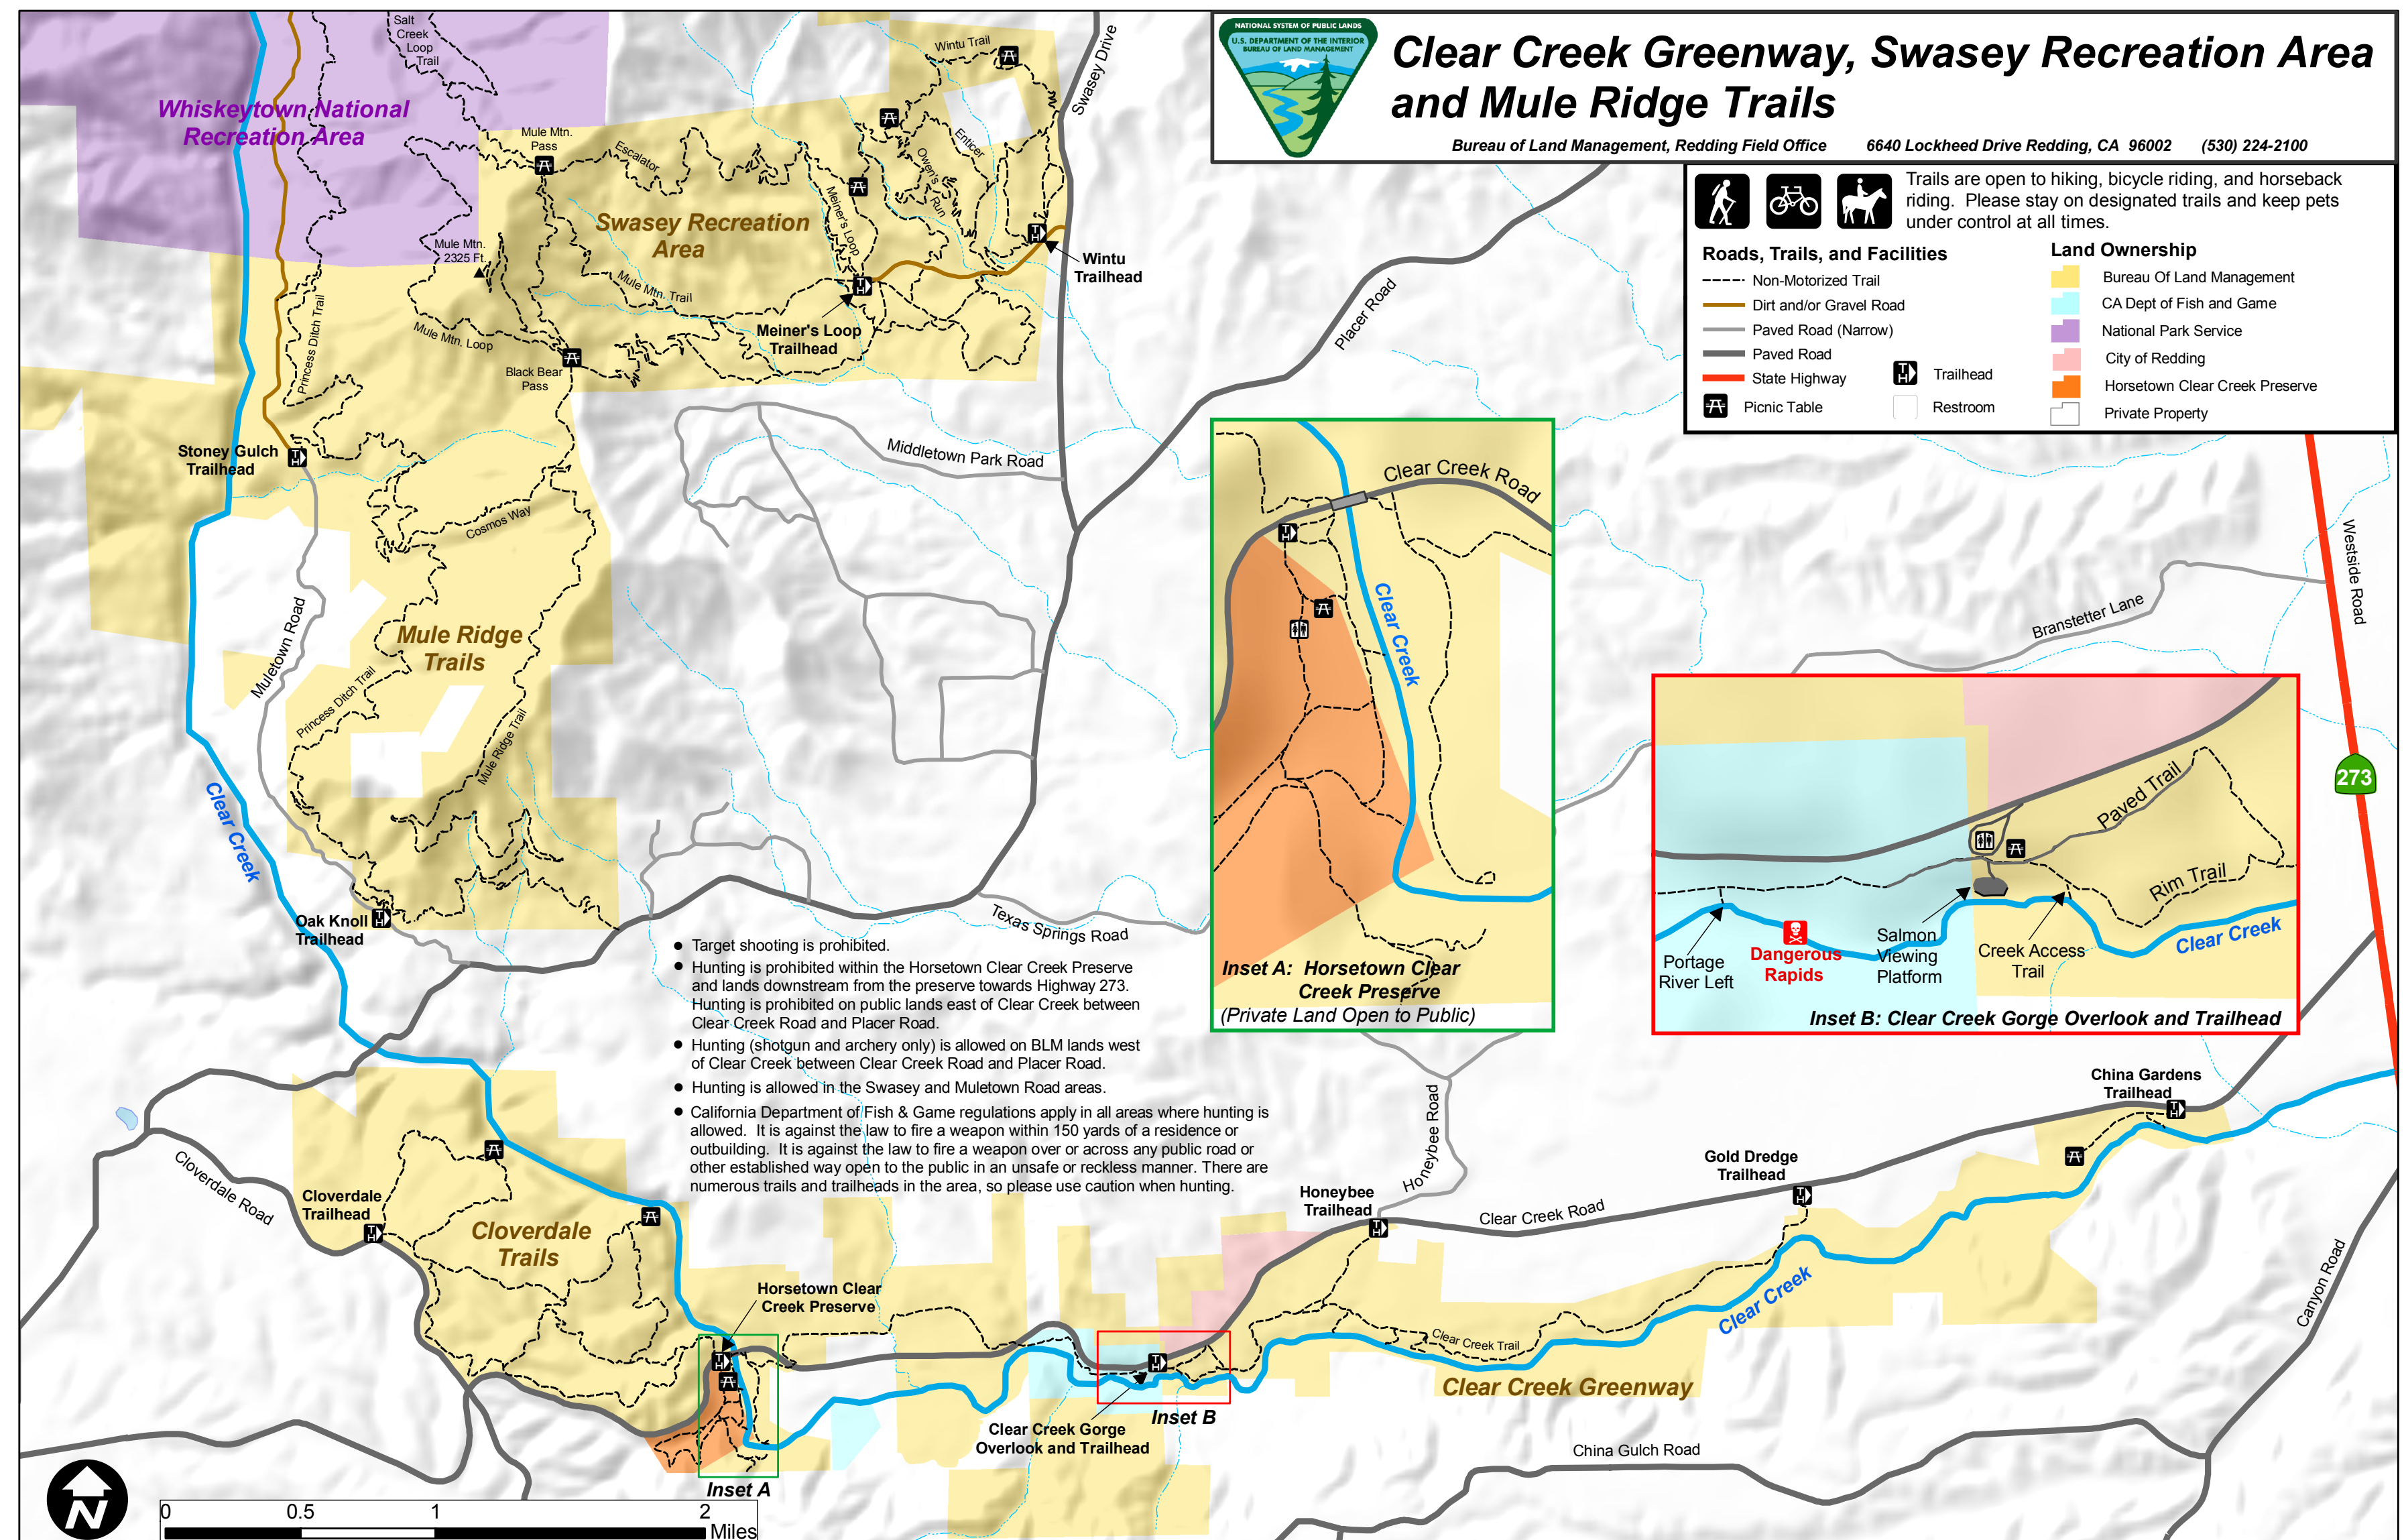 NATIONAL SYSTEM OF PUBLIC LANDS
U.S. DEPARTMENT OF THE INTERIOR
BUREAU OF LAND MANAGEMENT
Clear Creek Greenway, Swasey Recreation Area
and Mule Ridge Trails
Bureau of Land Management, Redding Field Office 6640 Lockheed Drive Redding, CA 96002 (530) 224-2100
Trails are open to hiking, bicycle riding, and horseback
riding. Please stay on designated trails and keep pets
under control at all times.
Roads, Trails, and Facilities
Non-Motorized Trail
Dirt and/or Gravel Road
Paved Road (Narrow)
Paved Road
State Highway
Picnic Table
TH
Trailhead
Restroom
Land Ownership
Bureau Of Land Management
CA Dept of Fish and Game
National Park Service
City of Redding
Horsetown Clear Creek Preserve
Private Property
Salt
Creek
Loop
Trail
Whiskeytown National
Recreation Area
Mule Mtn.
Pass
Escalator
Wintu Trail
Swasey Drive
Enticer
Owen's
Run
Meiner's Loop
Swasey Recreation
Area
Mule Mtn.
2325 Ft.
Mule Mtn. Trail
TH
Wintu
Trailhead
TH
Meiner's Loop
Trailhead
Princess Ditch Trail
Mule Mtn. Loop
Black Bear
Pass
Placer Road
Stoney Gulch
Trailhead
TH
Middletown Park Road
Cosmos Way
Muletown Road
Mule Ridge
Trails
Princess Ditch Trail
Mule Ridge Trail
Clear Creek
Oak Knoll
Trailhead
TH
Texas Springs Road
Target shooting is prohibited.
Hunting is prohibited within the Horsetown Clear Creek Preserve
and lands downstream from the preserve towards Highway 273.
Hunting is prohibited on public lands east of Clear Creek between
Clear Creek Road and Placer Road.
Hunting (shotgun and archery only) is allowed on BLM lands west
of Clear Creek between Clear Creek Road and Placer Road.
Hunting is allowed in the Swasey and Muletown Road areas.
California Department of Fish & Game regulations apply in all areas where hunting is
allowed. It is against the law to fire a weapon within 150 yards of a residence or
outbuilding. It is against the law to fire a weapon over or across any public road or
other established way open to the public in an unsafe or reckless manner. There are
numerous trails and trailheads in the area, so please use caution when hunting.
Clear Creek Road
TH
Clear Creek
Inset A: Horsetown Clear
Creek Preserve
(Private Land Open to Public)
Westside Road
Branstetter Lane
273
Paved Trail
Rim Trail
Portage
River Left
Dangerous
Rapids
Salmon
Viewing
Platform
Creek Access
Trail
Clear Creek
Inset B: Clear Creek Gorge Overlook and Trailhead
Cloverdale Road
Cloverdale
Trailhead
TH
Cloverdale
Trails
Horsetown Clear
Creek Preserve
TH
Inset A
Clear Creek Gorge
Overlook and Trailhead
TH
Inset B
Honeybee Road
Honeybee
Trailhead
TH
Clear Creek Road
Gold Dredge
Trailhead
TH
China Gardens
Trailhead
TH
Clear Creek
Clear Creek Trail
Clear Creek Greenway
Canyon Road
China Gulch Road
N
0 0.5 1 2
Miles